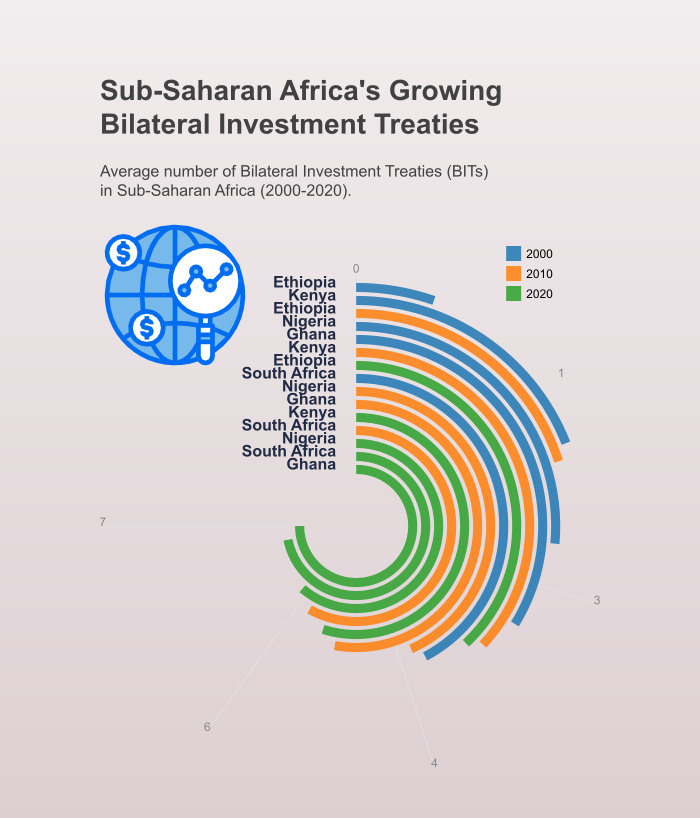 Sub-Saharan Africa's Growing
Bilateral Investment Treaties
Average number of Bilateral Investment Treaties (BITs)
in Sub-Saharan Africa (2000-2020).
$
$
2000
2010
2020
0
Ethiopia
Kenya
Ethiopia
Nigeria
Ghana
Kenya
Ethiopia
South Africa
Nigeria
Ghana
Kenya
South Africa
Nigeria
South Africa
Ghana
1
7
3
6
4